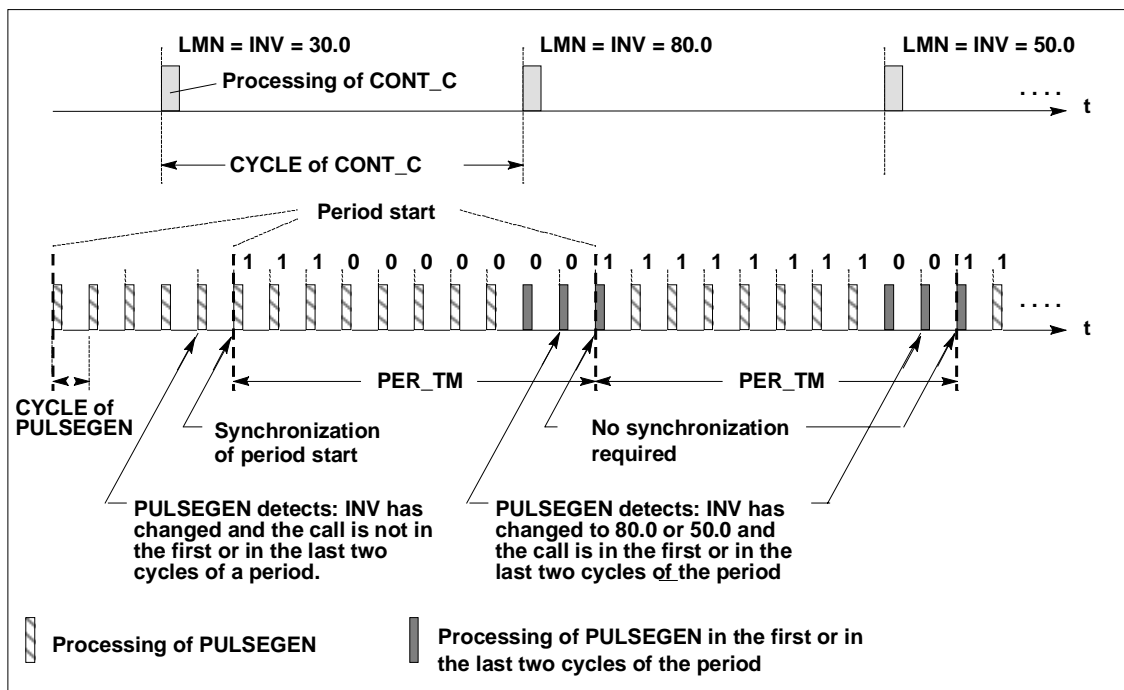 LMN = INV = 30.0 LMN = INV = 80.0 LMN = INV = 50.0
Processing of CONT_C
. . . .
t
CYCLE of CONT_C
Period start
1 1 1 0 0 0 0 0 0 0 1 1 1 1 1 1 1 1 0 0 1 1
. . . .
t
PER_TM PER_TM
CYCLE of
PULSEGEN
Synchronization
of period start
No synchronization
required
PULSEGEN detects: INV has
changed and the call is not in
the first or in the last two
cycles of a period.
PULSEGEN detects: INV has
changed to 80.0 or 50.0 and
the call is in the first or in the
last two cycles of the period
Processing of PULSEGEN
Processing of PULSEGEN in the first or in
the last two cycles of the period